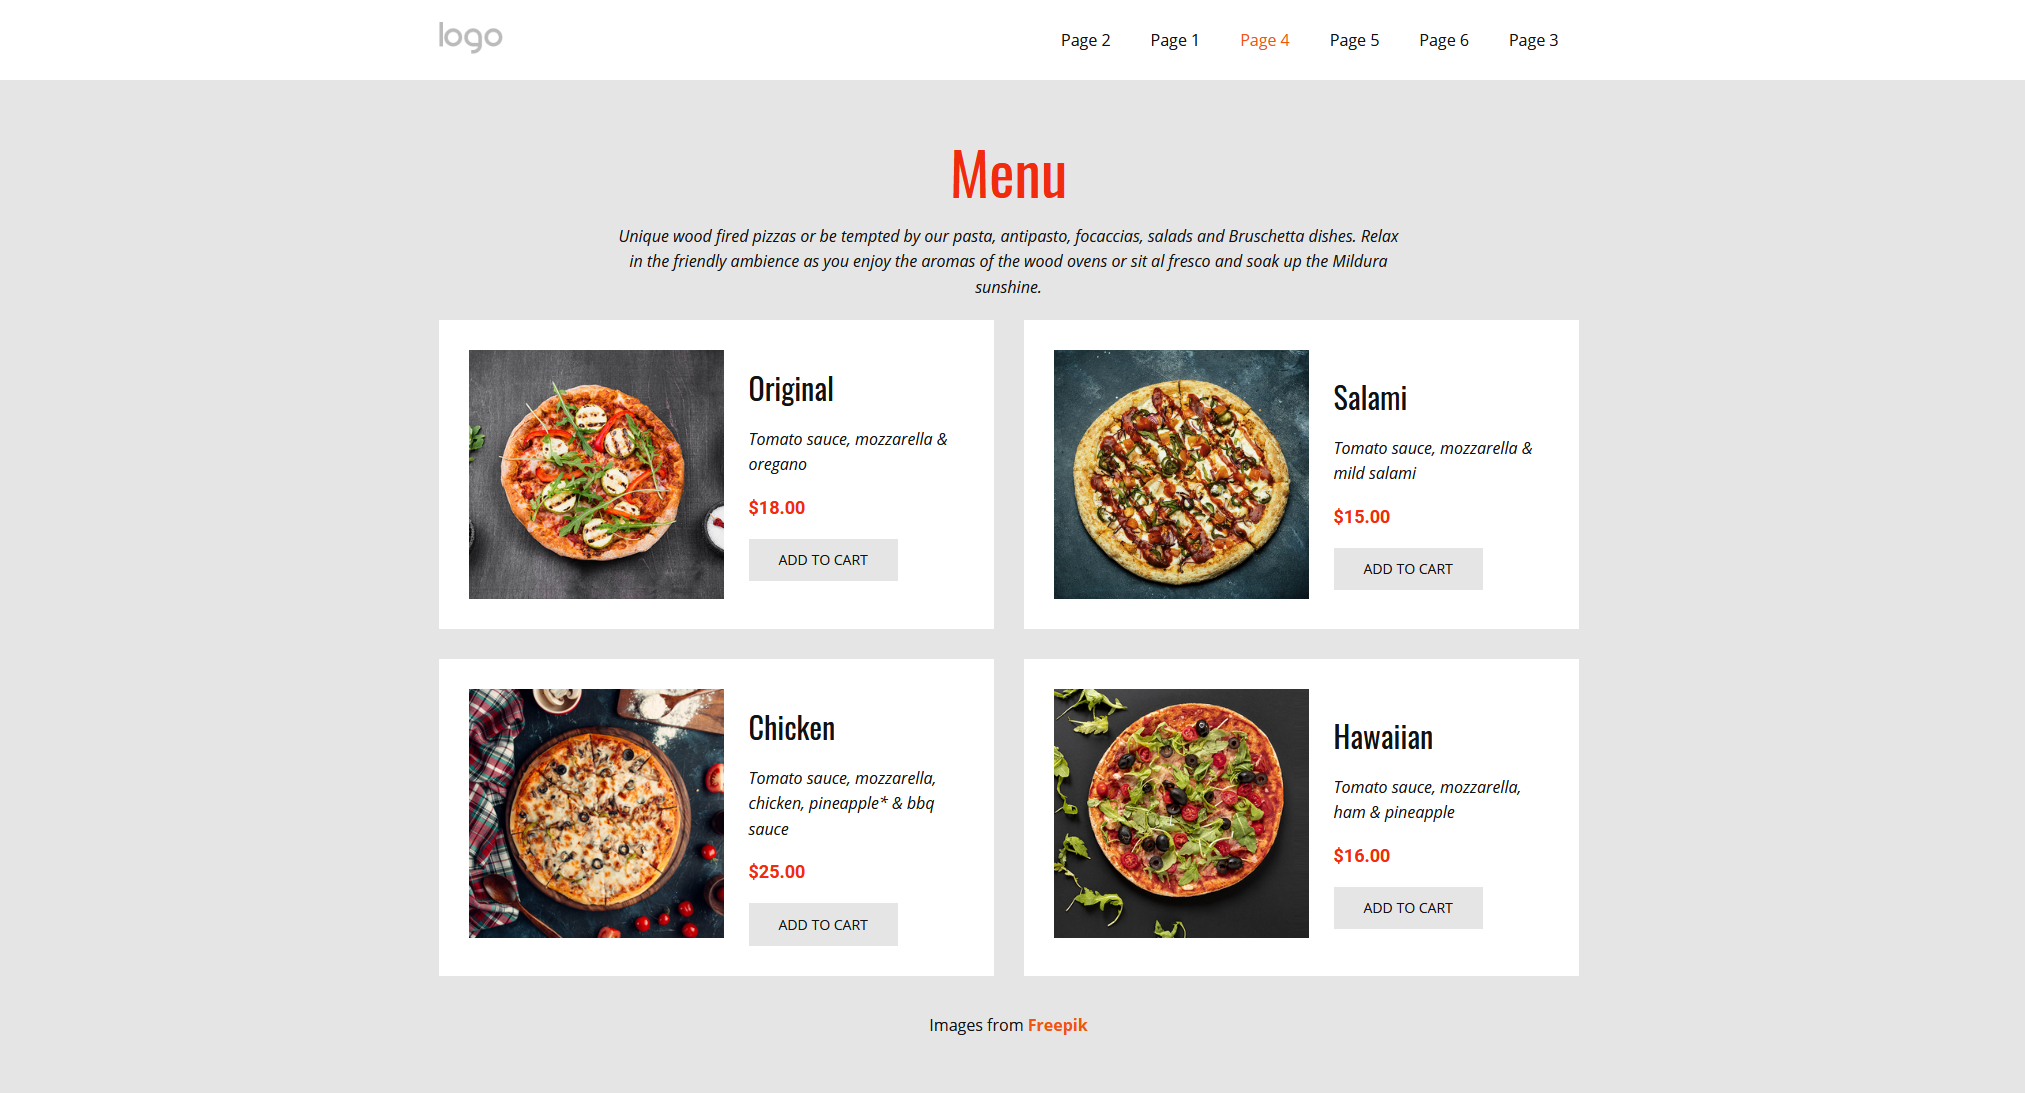 logo
Page 2
Page 1
Page 4
Page 5
Page 6
Page 3
Menu
Unique wood fired pizzas or be tempted by our pasta, antipasto, focaccias, salads and Bruschetta dishes. Relax
in the friendly ambience as you enjoy the aromas of the wood ovens or sit al fresco and soak up the Mildura
sunshine.
Original
Tomato sauce, mozzarella &
oregano
$18.00
ADD TO CART
Salami
Tomato sauce, mozzarella &
mild salami
$15.00
ADD TO CART
Chicken
Tomato sauce, mozzarella,
chicken, pineapple* & bbq
sauce
$25.00
ADD TO CART
Hawaiian
Tomato sauce, mozzarella,
ham & pineapple
$16.00
ADD TO CART
Images from Freepik